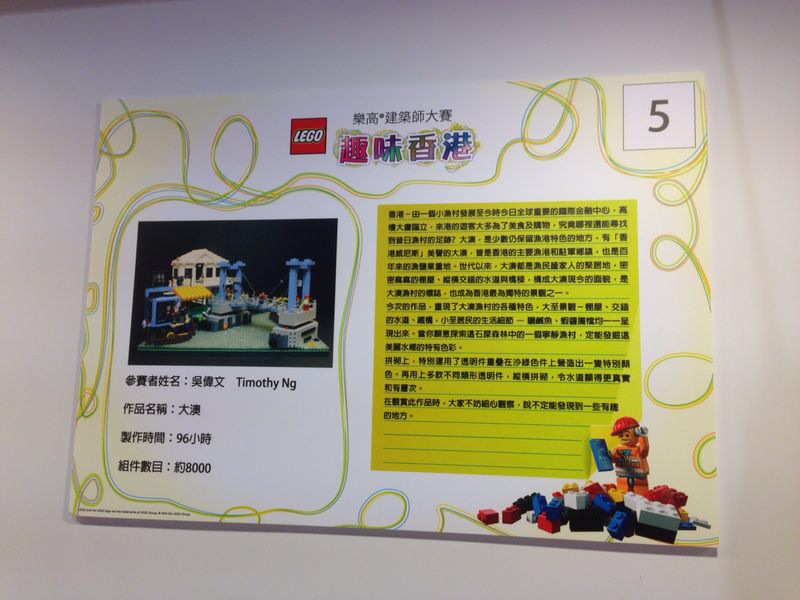 LEGO
樂高®建築師大賽
趣味香港
5
香港－由一個小漁村發展至今時今日全球重要的國際金融中心，高
樓大廈臨立，來港的遊客大多為了美食及購物，究竟哪裡還能尋找
到昔日漁村的足跡？大澳，是少數仍保留漁港特色的地方，有「香
港威尼斯」美譽的大澳，曾是香港的主要漁港和駐軍鄉鎮，也是百
年來的漁鹽業重地。世代以來，大澳都是漁民蜑家人的聚居地，密
密麻麻的棚屋、縱橫交錯的水道與橋樑，構成大澳現今的面貌，是
大澳漁村的標誌，也成為香港最為獨特的景觀之一。
今次的作品，重現了大澳漁村的各種特色，大至景觀－棚屋、交錯
的水道、鐵橋，小至居民的生活細節 － 曬鹹魚、蝦醬攤檔均一一呈
現出來。當你願意探索這石屎森林中的一個寧靜漁村，定能發掘這
美麗水鄉的特有色彩。
拼砌上，特別運用了透明件重疊在沙綠色件上營造出一隻特別顏
色。再用上多款不同類形透明件，縱橫拼砌，令水道顯得更真實
和有層次。
在觀賞此作品時，大家不妨細心觀察，說不定能發現到一些有趣
的地方。
參賽者姓名：吳偉文 Timothy Ng
作品名稱：大澳
製作時間：96小時
組件數目：約8000